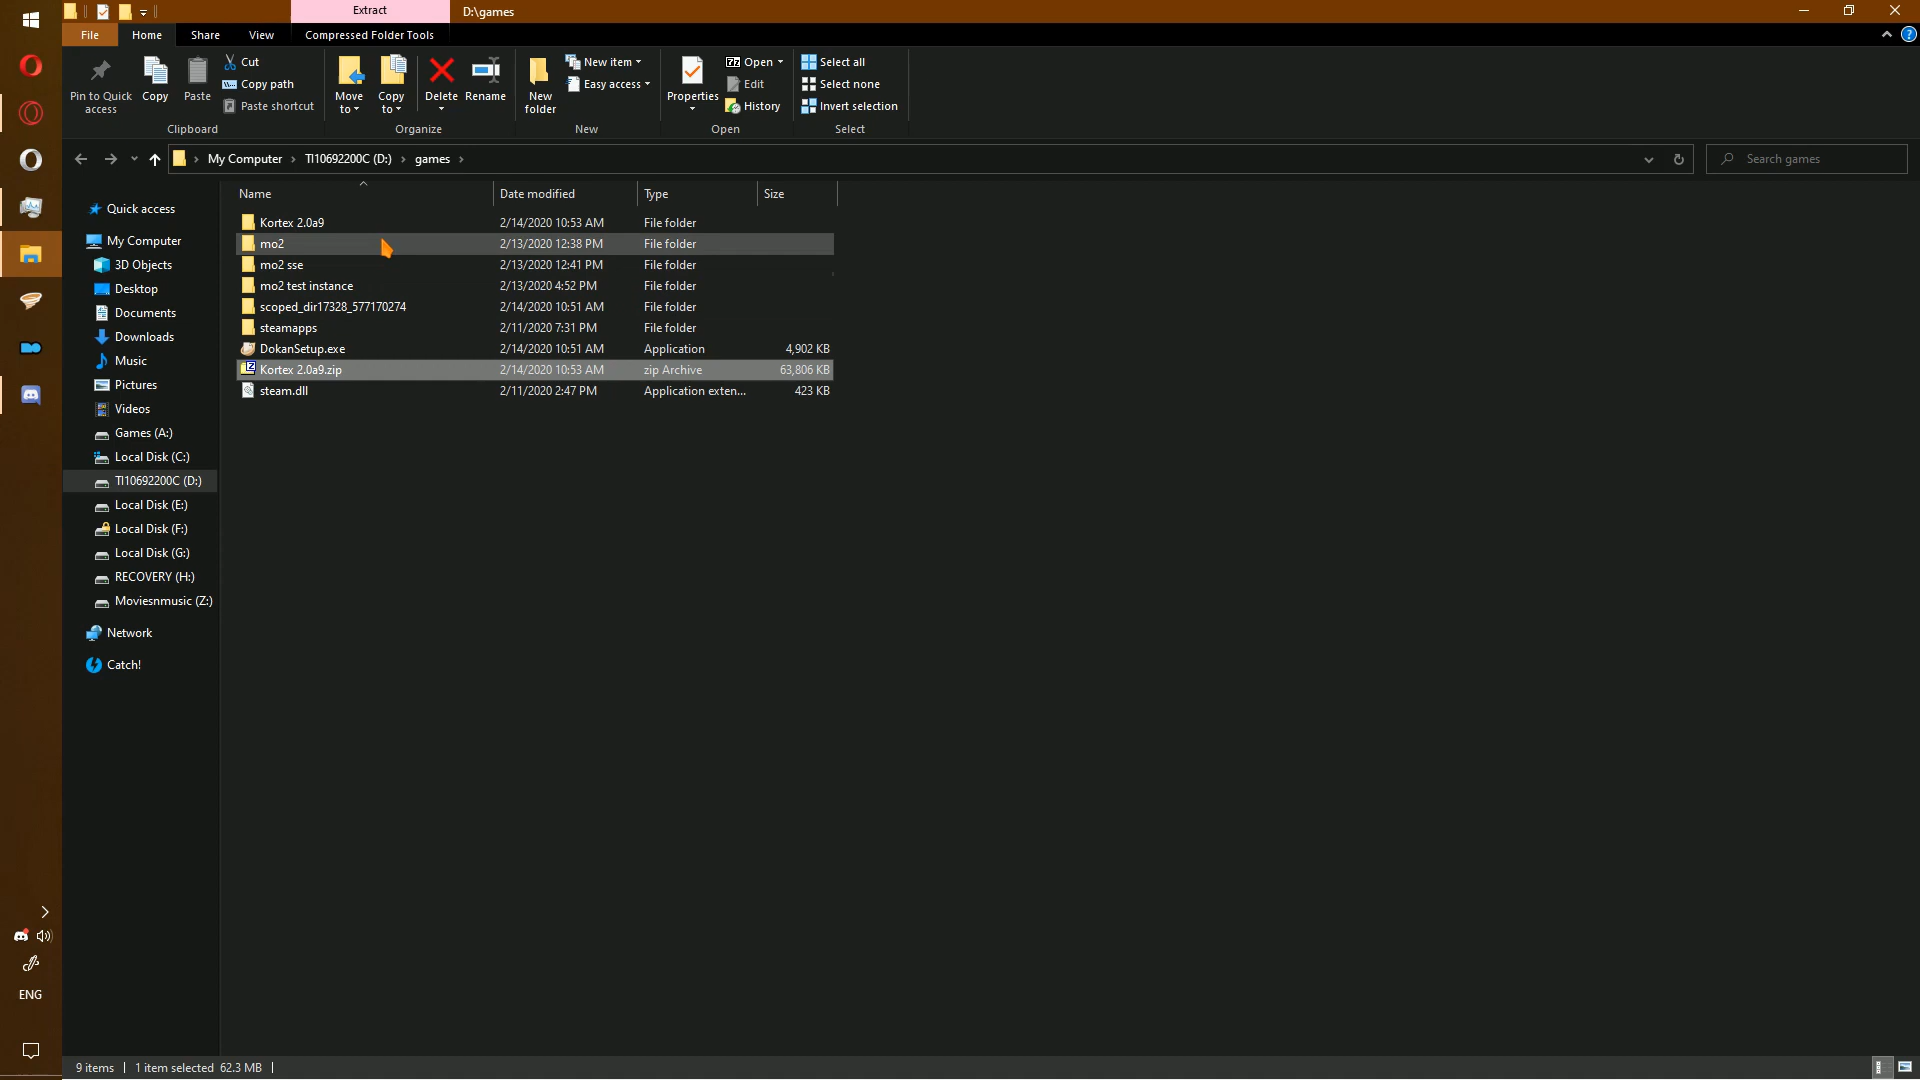 Extract
D:\games
File
Home
Share
View
Compressed Folder Tools
Pin to Quick access
Copy
Paste
Cut
Copy path
Paste shortcut
Clipboard
Move to
Copy to
Delete
Rename
Organize
New folder
New item
Easy access
New
Properties
Open
Edit
History
Open
Select all
Select none
Invert selection
Select
My Computer
TI10692200C (D:)
games
Search games
Name
Date modified
Type
Size
Kortex 2.0a9 2/14/2020 10:53 AM File folder
mo2 2/13/2020 12:38 PM File folder
mo2 sse 2/13/2020 12:41 PM File folder
mo2 test instance 2/13/2020 4:52 PM File folder
scoped_dir17328_577170274 2/14/2020 10:51 AM File folder
steamapps 2/11/2020 7:31 PM File folder
DokanSetup.exe 2/14/2020 10:51 AM Application 4,902 KB
Kortex 2.0a9.zip 2/14/2020 10:53 AM zip Archive 63,806 KB
steam.dll 2/11/2020 2:47 PM Application exten... 423 KB
Quick access
My Computer
3D Objects
Desktop
Documents
Downloads
Music
Pictures
Videos
Games (A:)
Local Disk (C:)
TI10692200C (D:)
Local Disk (E:)
Local Disk (F:)
Local Disk (G:)
RECOVERY (H:)
Moviesnmusic (Z:)
Network
Catch!
ENG
9 items
1 item selected 62.3 MB